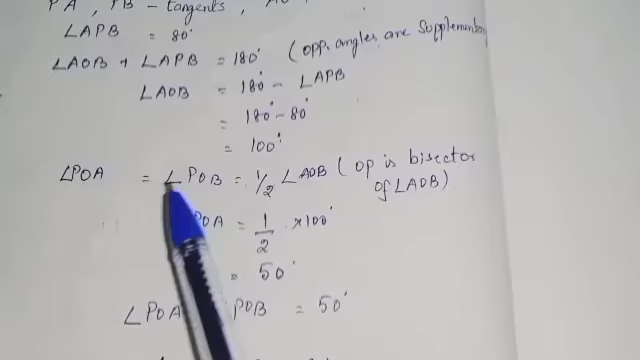 PA, PB - tangents,
∠APB = 80°
∠AOB + ∠APB = 180° (opp. angles are supplementary
∠AOB = 180° - ∠APB
= 180° - 80°
= 100°
∠POA = ∠POB = 1/2 ∠AOB (OP is bisector of ∠AOB)
POA = 1/2 × 100°
= 50°
∠POA POB = 50°